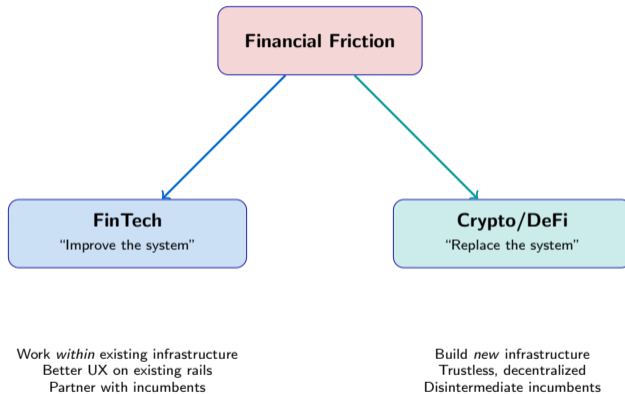 Financial Friction
FinTech
“Improve the system”
Crypto/DeFi
“Replace the system”
Work within existing infrastructure
Better UX on existing rails
Partner with incumbents
Build new infrastructure
Trustless, decentralized
Disintermediate incumbents